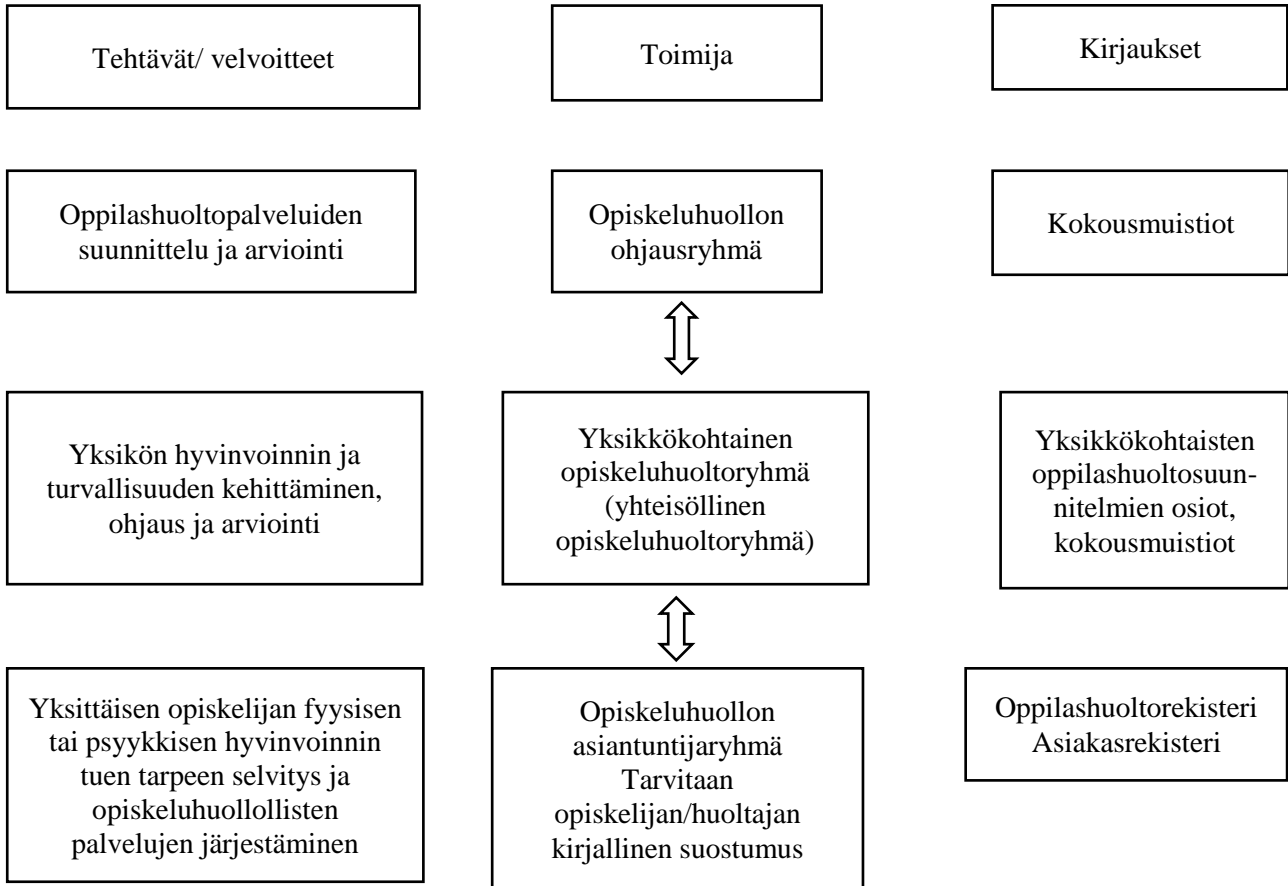 Tehtävät/ velvoitteet
Toimija
Kirjaukset
Oppilashuoltopalveluiden
suunnittelu ja arviointi
Opiskeluhuollon
ohjausryhmä
Kokousmuistiot
Yksikön hyvinvoinnin ja
turvallisuuden kehittäminen,
ohjaus ja arviointi
Yksikkökohtainen
opiskeluhuoltoryhmä
(yhteisöllinen
opiskeluhuoltoryhmä)
Yksikkökohtaisten
oppilashuoltosuun-
nitelmien osiot,
kokousmuistiot
Yksittäisen opiskelijan fyysisen
tai psyykkisen hyvinvoinnin
tuen tarpeen selvitys ja
opiskeluhuollollisten
palvelujen järjestäminen
Opiskeluhuollon
asiantuntijaryhmä
Tarvitaan
opiskelijan/huoltajan
kirjallinen suostumus
Oppilashuoltorekisteri
Asiakasrekisteri